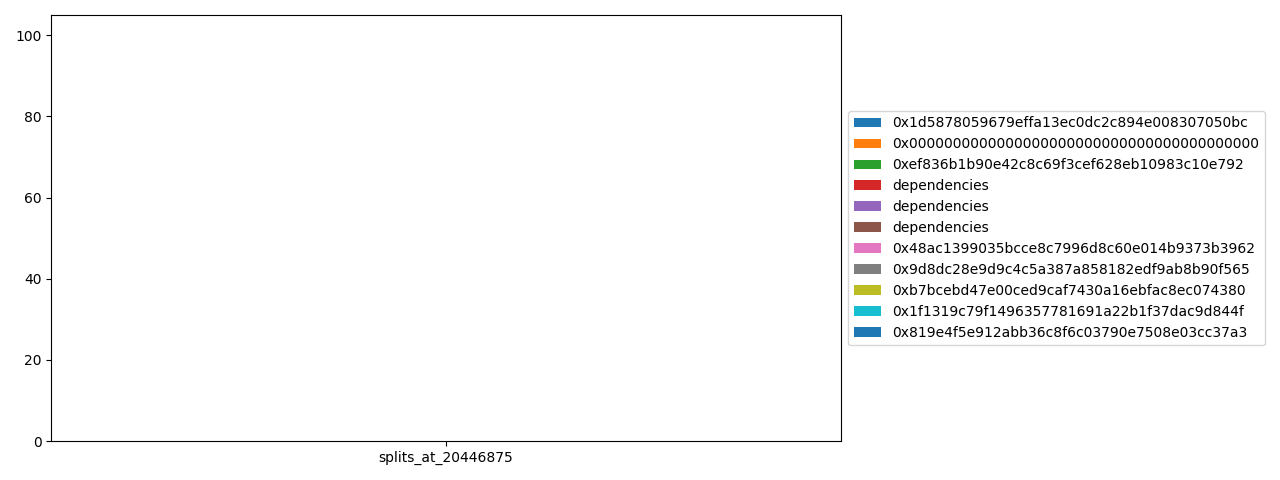 100
80
60
40
20
0
splits_at_20446875
0x1d5878059679effa13ec0dc2c894e008307050bc
0x0000000000000000000000000000000000000000
0xef836b1b90e42c8c69f3cef628eb10983c10e792
dependencies
dependencies
dependencies
0x48ac1399035bcce8c7996d8c60e014b9373b3962
0x9d8dc28e9d9c4c5a387a858182edf9ab8b90f565
0xb7bcebd47e00ced9caf7430a16ebfac8ec074380
0x1f1319c79f1496357781691a22b1f37dac9d844f
0x819e4f5e912abb36c8f6c03790e7508e03cc37a3